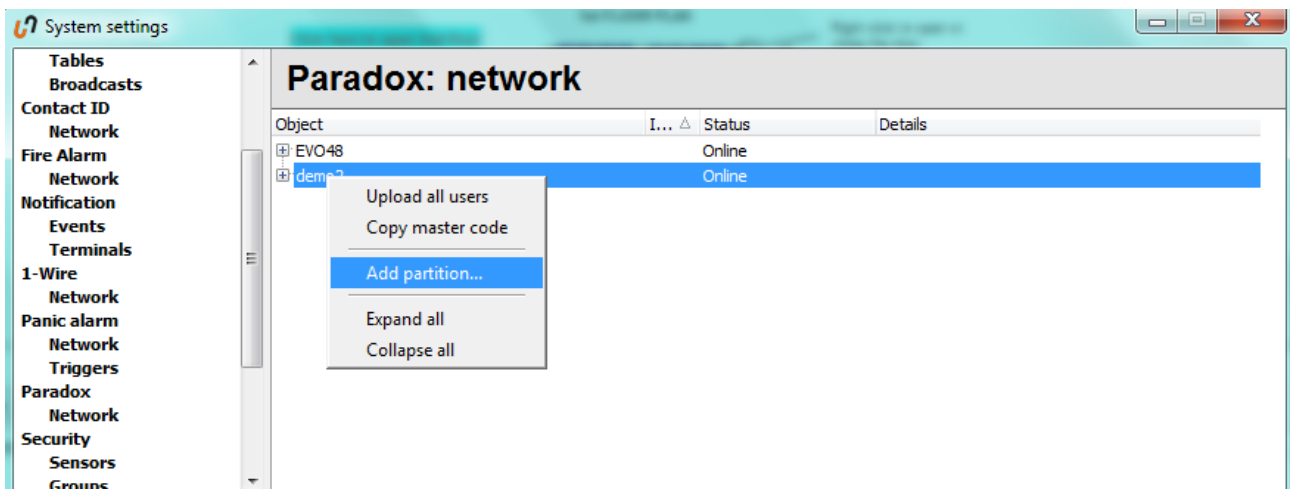 System settings
Tables
Broadcasts
Contact ID
Network
Fire Alarm
Network
Notification
Events
Terminals
1-Wire
Network
Panic alarm
Network
Triggers
Paradox
Network
Security
Sensors
Groups
Paradox: network
Object I... Status Details
EVO48 Online
Online
Upload all users
Copy master code
Add partition...
Expand all
Collapse all